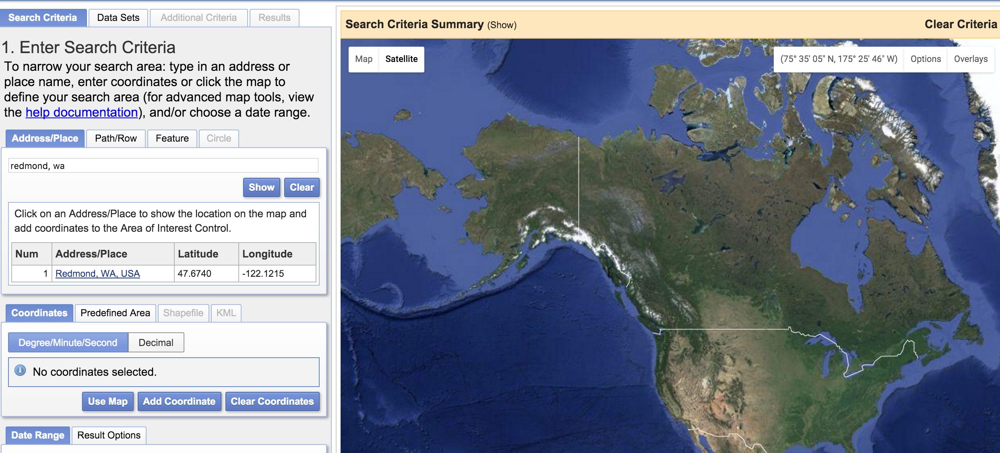 Search Criteria
Data Sets
Additional Criteria
Results
1. Enter Search Criteria
To narrow your search area: type in an address or
place name, enter coordinates or click the map to
define your search area (for advanced map tools, view
the help documentation), and/or choose a date range.
Address/Place
Path/Row
Feature
Circle
redmond, wa
Show
Clear
Click on an Address/Place to show the location on the map and
add coordinates to the Area of Interest Control.
Num Address/Place Latitude Longitude
1 Redmond, WA, USA 47.6740 -122.1215
Coordinates
Predefined Area
Shapefile
KML
Degree/Minute/Second
Decimal
No coordinates selected.
Use Map
Add Coordinate
Clear Coordinates
Date Range
Result Options
Search Criteria Summary (Show)
Clear Criteria
Map
Satellite
(75° 35' 05" N, 175° 25' 46" W)
Options
Overlays